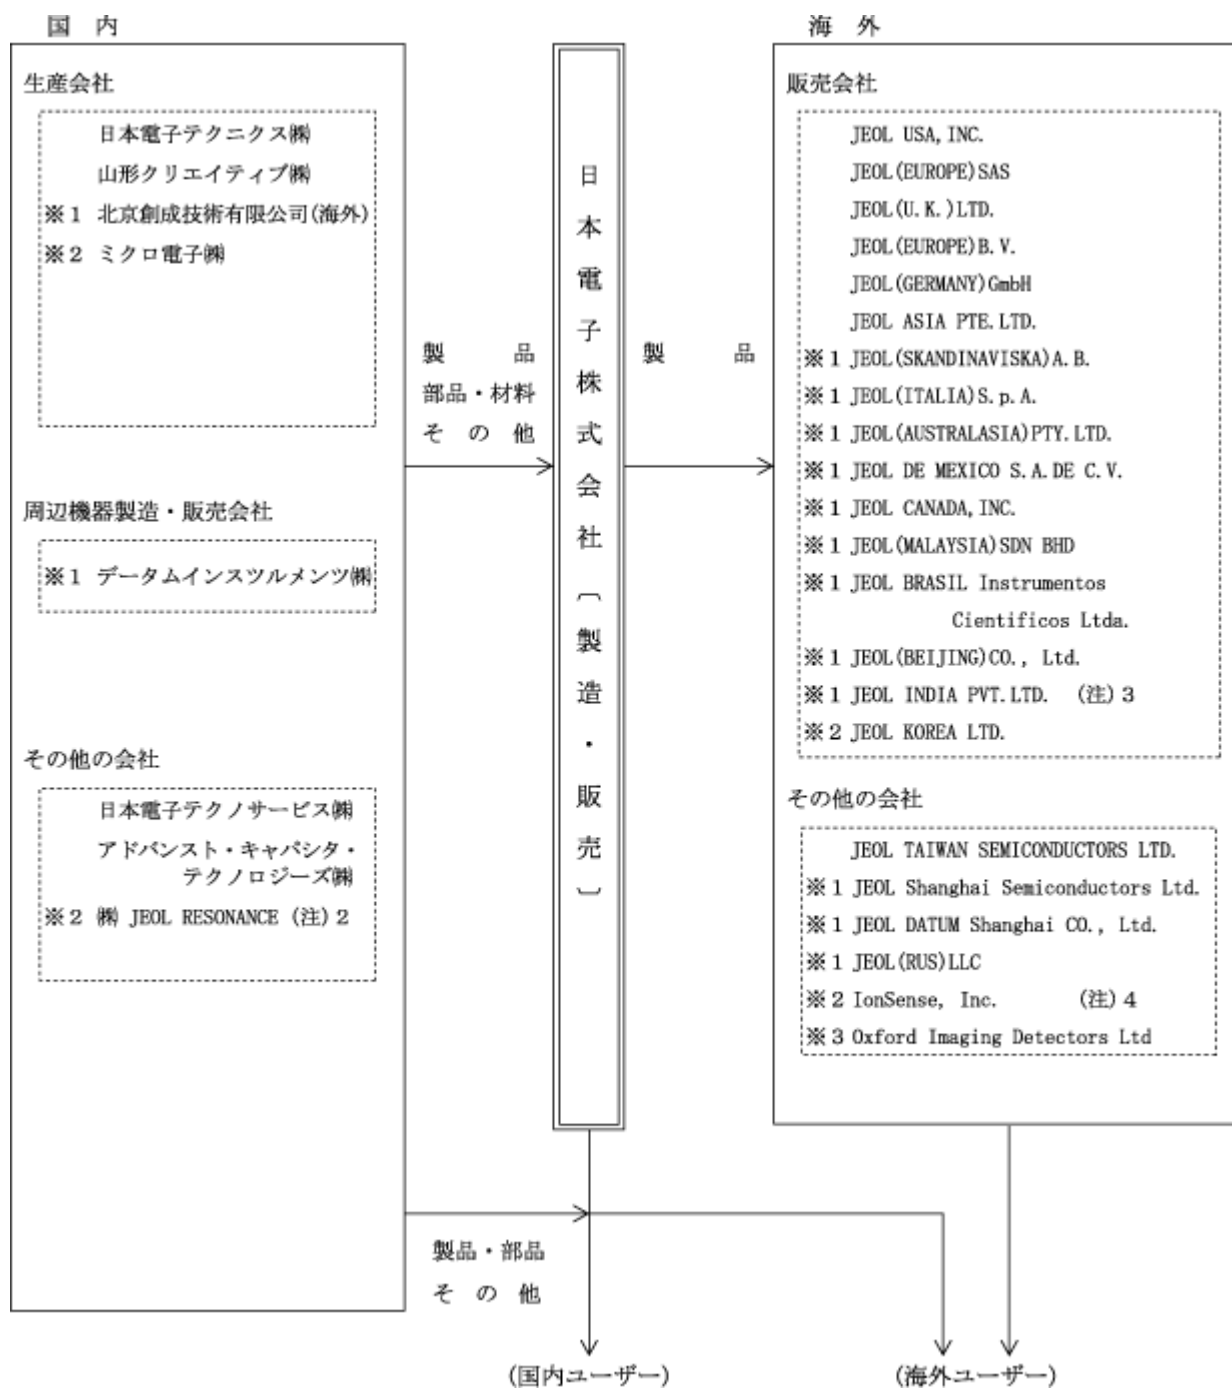 国 内
生産会社
日本電子テクニクス㈱
山形クリエイティブ㈱
※1 北京創成技術有限公司(海外)
※2 ミクロ電子㈱
周辺機器製造・販売会社
※1 データムインスツルメンツ㈱
その他の会社
日本電子テクノサービス㈱
アドバンスト・キャパシタ・
テクノロジーズ㈱
※2 ㈱ JEOL RESONANCE (注)2
製 品
部品・材料
そ の 他
日本電子株式会社〔製造・販売〕
製 品
海 外
販売会社
JEOL USA,INC.
JEOL(EUROPE)SAS
JEOL(U.K.)LTD.
JEOL(EUROPE)B.V.
JEOL(GERMANY)GmbH
JEOL ASIA PTE.LTD.
※1 JEOL(SKANDINAVISKA)A.B.
※1 JEOL(ITALIA)S.p.A.
※1 JEOL(AUSTRALASIA)PTY.LTD.
※1 JEOL DE MEXICO S.A.DE C.V.
※1 JEOL CANADA,INC.
※1 JEOL(MALAYSIA)SDN BHD
※1 JEOL BRASIL Instrumentos
Cientificos Ltda.
※1 JEOL(BEIJING)CO., Ltd.
※1 JEOL INDIA PVT.LTD. (注)3
※2 JEOL KOREA LTD.
その他の会社
JEOL TAIWAN SEMICONDUCTORS LTD.
※1 JEOL Shanghai Semiconductors Ltd.
※1 JEOL DATUM Shanghai CO., Ltd.
※1 JEOL(RUS)LLC
※2 IonSense, Inc. (注)4
※3 Oxford Imaging Detectors Ltd
製品・部品
そ の 他
(国内ユーザー)
(海外ユーザー)